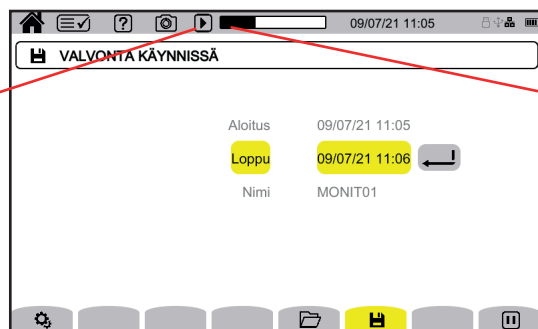 09/07/21 11:05
VALVONTA KÄYNNISSÄ
Aloitus 09/07/21 11:05
Loppu 09/07/21 11:06
Nimi MONIT01